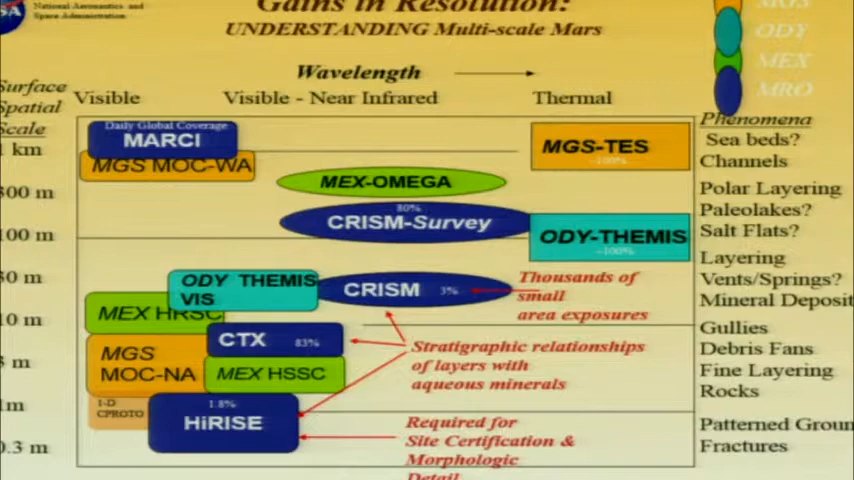 National Aeronautics and
Space Administration
Gains in Resolution:
UNDERSTANDING Multi-scale Mars
MGS
ODY
MEX
MRO
Wavelength
Surface
Spatial
Scale
Visible
Visible - Near Infrared
Thermal
Phenomena
1 km
Daily Global Coverage
MARCI
MGS MOC-WA
MGS-TES
~100%
Sea beds?
Channels
300 m
MEX-OMEGA
Polar Layering
80%
CRISM-Survey
Paleolakes?
Salt Flats?
100 m
ODY-THEMIS
~100%
Layering
30 m
ODY THEMIS
VIS
CRISM 3%
Thousands of
small
area exposures
Vents/Springs?
Mineral Deposit
10 m
MEX HRSC
CTX 83%
Gullies
Debris Fans
3 m
MGS
MOC-NA
MEX HSSC
Stratigraphic relationships
of layers with
aqueous minerals
Fine Layering
Rocks
1m
1-D
CPROTO
1.8%
HiRISE
Required for
Site Certification &
Morphologic
Detail
Patterned Groun
0.3 m
Fractures